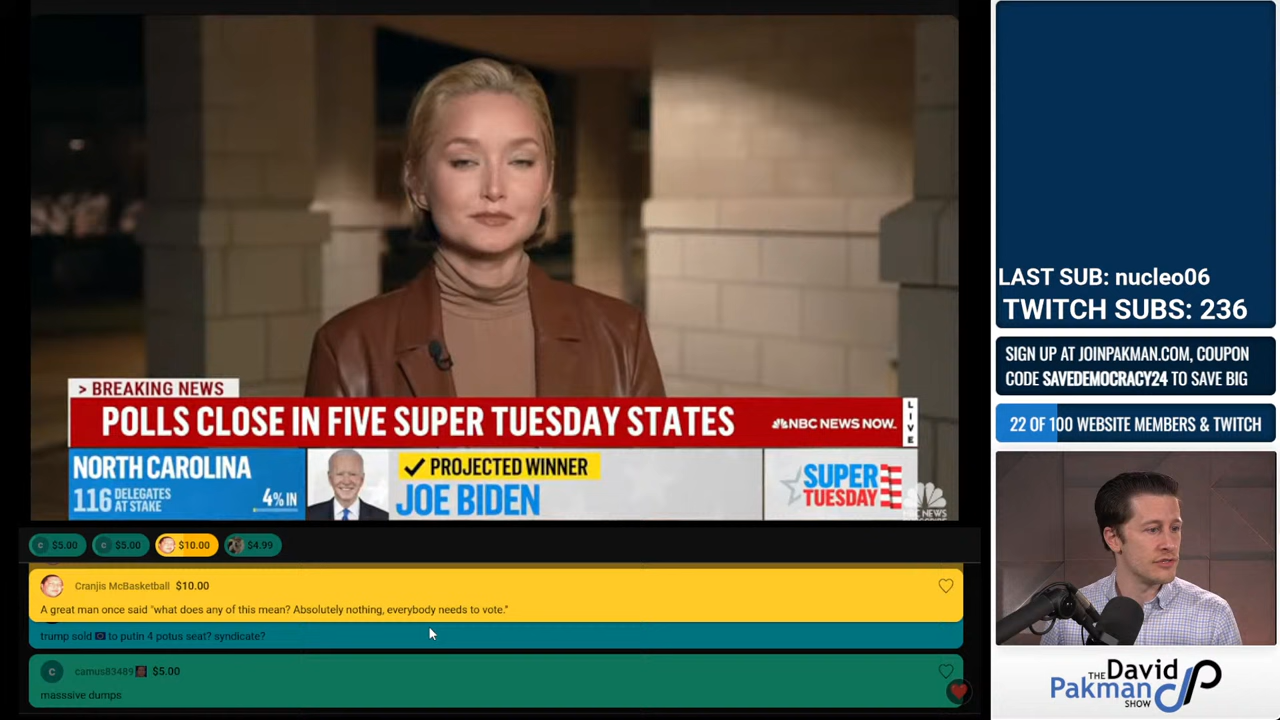 > BREAKING NEWS
POLLS CLOSE IN FIVE SUPER TUESDAY STATES
NBC NEWS NOW.
LIVE
NORTH CAROLINA
116 DELEGATES AT STAKE
4% IN
✓ PROJECTED WINNER
JOE BIDEN
SUPER TUESDAY
NBC NEWS
C $5.00
C $5.00
$10.00
$4.99
Cranjis McBasketball $10.00
A great man once said "what does any of this mean? Absolutely nothing, everybody needs to vote."
trump sold to putin 4 potus seat? syndicate?
C camus83489 $5.00
masssive dumps
LAST SUB: nucleo06
TWITCH SUBS: 236
SIGN UP AT JOINPAKMAN.COM, COUPON
CODE SAVEDEMOCRACY24 TO SAVE BIG
22 OF 100 WEBSITE MEMBERS & TWITCH
THE David
Pakman
SHOW